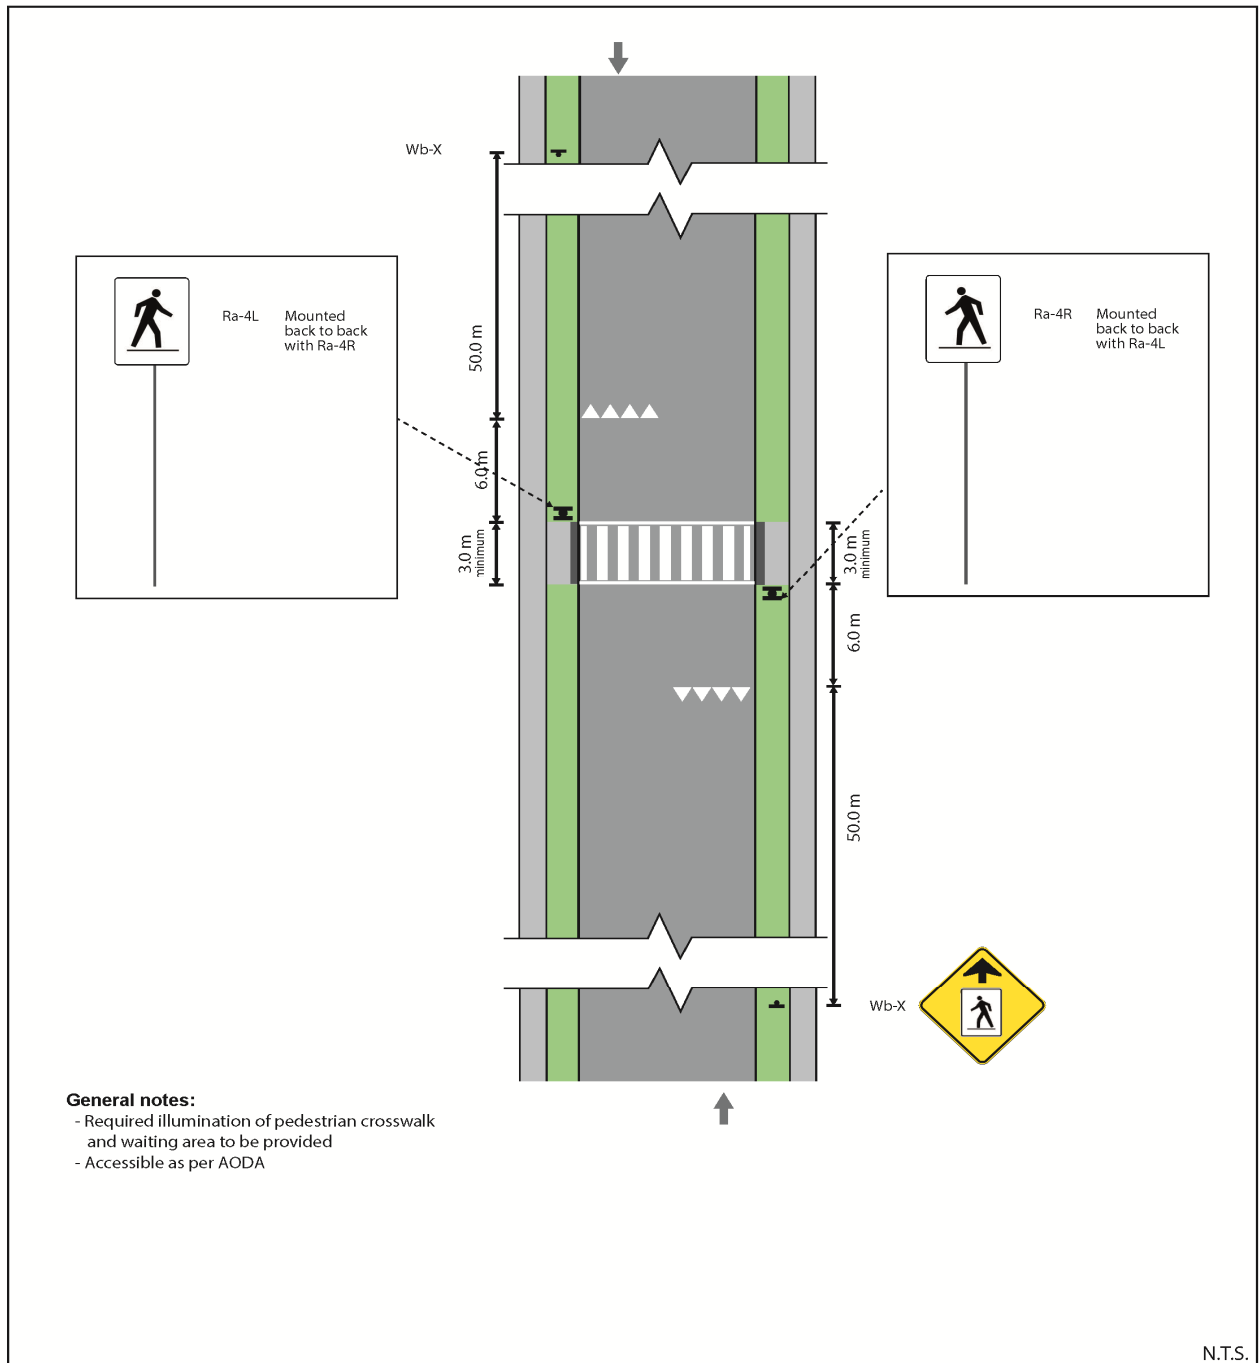 Wb-X
50.0 m
6.0 m
3.0 m
minimum
Ra-4L
Mounted
back to back
with Ra-4R
Ra-4R
Mounted
back to back
with Ra-4L
3.0 m
minimum
6.0 m
50.0 m
Wb-X
General notes:
- Required illumination of pedestrian crosswalk
and waiting area to be provided
- Accessible as per AODA
N.T.S.